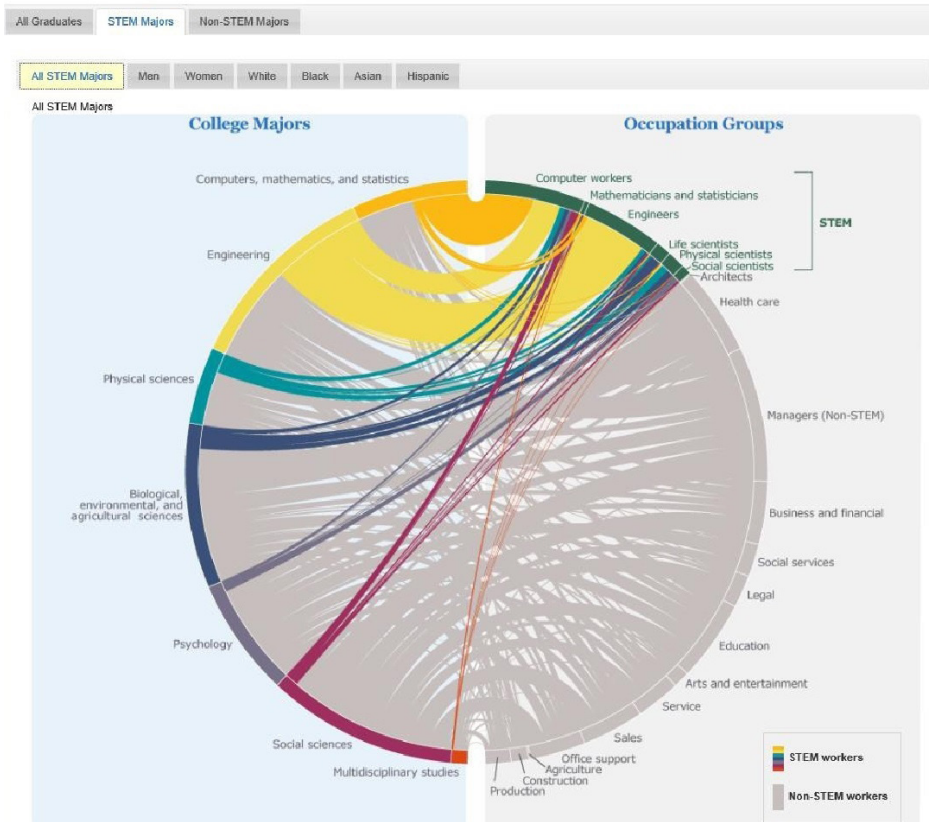 All Graduates
STEM Majors
Non-STEM Majors
All STEM Majors
Men
Women
White
Black
Asian
Hispanic
All STEM Majors
College Majors
Occupation Groups
Computers, mathematics, and statistics
Engineering
Physical sciences
Biological,
environmental, and
agricultural sciences
Psychology
Social sciences
Multidisciplinary studies
Computer workers
Mathematicians and statisticians
Engineers
Life scientists
Physical scientists
Social scientists
Architects
STEM
Health care
Managers (Non-STEM)
Business and financial
Social services
Legal
Education
Arts and entertainment
Service
Sales
Office support
Agriculture
Construction
Production
STEM workers
Non-STEM workers